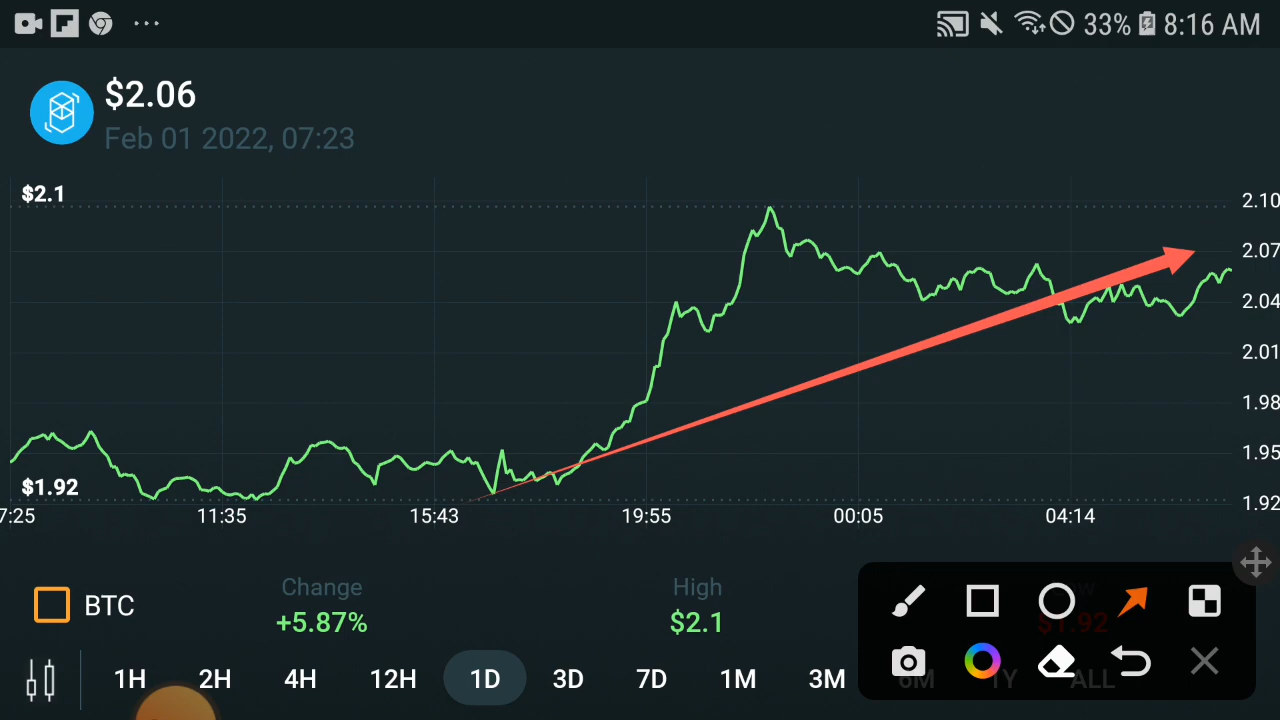 33% 8:16 AM
$2.06
Feb 01 2022, 07:23
$2.1
2.10
2.07
2.04
2.01
1.98
1.95
$1.92
1.92
7:25 11:35 15:43 19:55 00:05 04:14
BTC
Change
+5.87%
High
$2.1
$1.92
1H 2H 4H 12H 1D 3D 7D 1M 3M 6M 1Y ALL